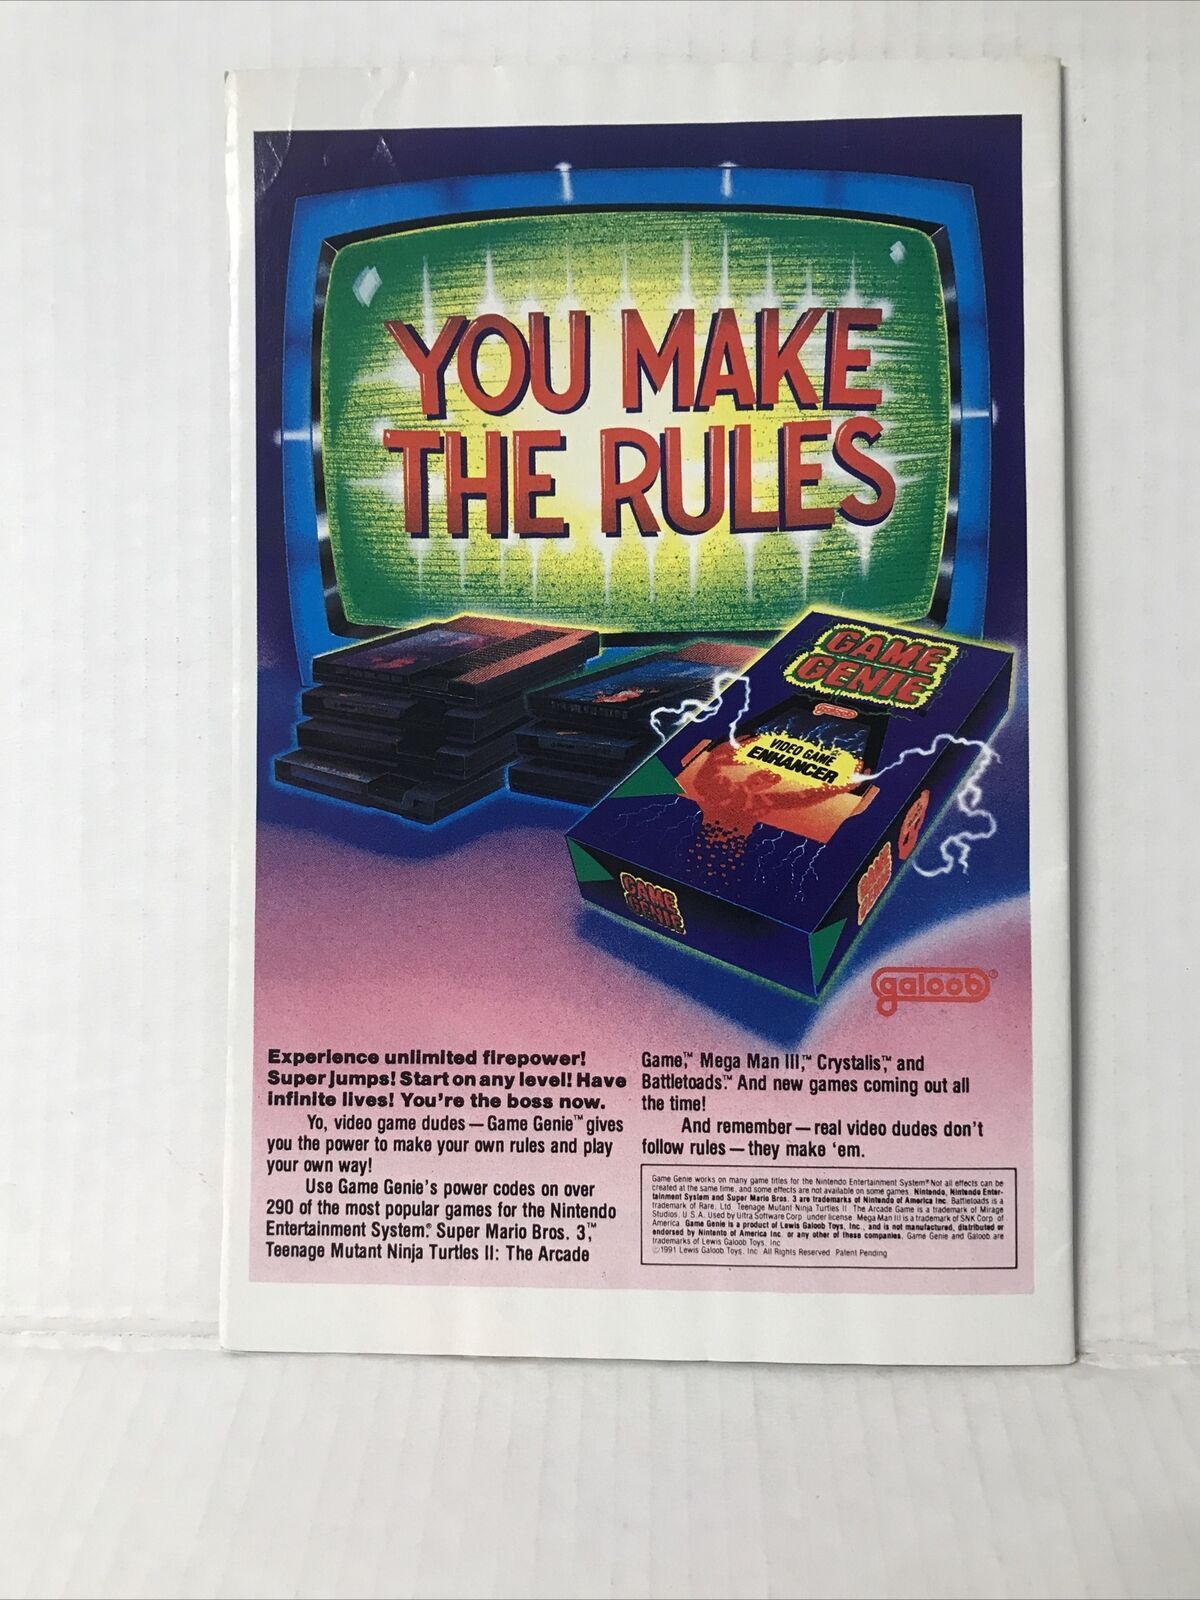 YOU MAKE
THE RULES
GAME
GENIE
galoob
VIDEO GAME
ENHANCER
GAME
GENIE
GAME
GENIE
galoob®
Experience unlimited firepower!
Super Jumps! Start on any level! Have
infinite lives! You're the boss now.
Yo, video game dudes — Game Genie™ gives
you the power to make your own rules and play
your own way!
Use Game Genie's power codes on over
290 of the most popular games for the Nintendo
Entertainment System®. Super Mario Bros. 3,™
Teenage Mutant Ninja Turtles II: The Arcade
Game,™ Mega Man III,™ Crystalis,™ and
Battletoads.™ And new games coming out all
the time!
And remember — real video dudes don't
follow rules — they make 'em.
Game Genie works on many game titles for the Nintendo Entertainment System® Not all effects can be
created at the same time, and some effects are not available on some games. Nintendo, Nintendo Enter-
tainment System and Super Mario Bros. 3 are trademarks of Nintendo of America Inc. Battletoads is a
trademark of Rare, Ltd. Teenage Mutant Ninja Turtles II The Arcade Game is a trademark of Mirage
Studios, U.S.A. Used by Ultra Software Corp. under license. Mega Man III is a trademark of SNK Corp. of
America. Game Genie is a product of Lewis Galoob Toys, Inc., and is not manufactured, distributed or
endorsed by Nintendo of America Inc. or any other of these companies. Game Genie and Galoob are
trademarks of Lewis Galoob Toys, Inc.
©1991 Lewis Galoob Toys, Inc. All Rights Reserved. Patent Pending